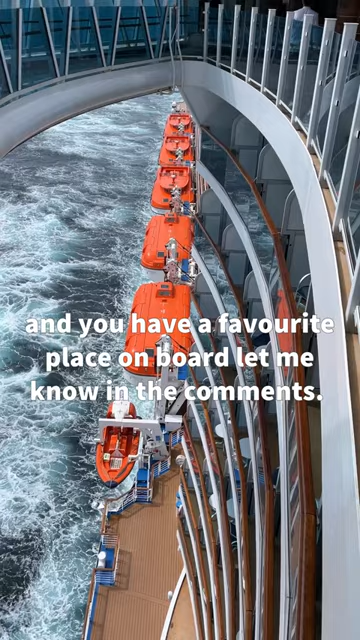 and you have a favourite
place on board let me
know in the comments.